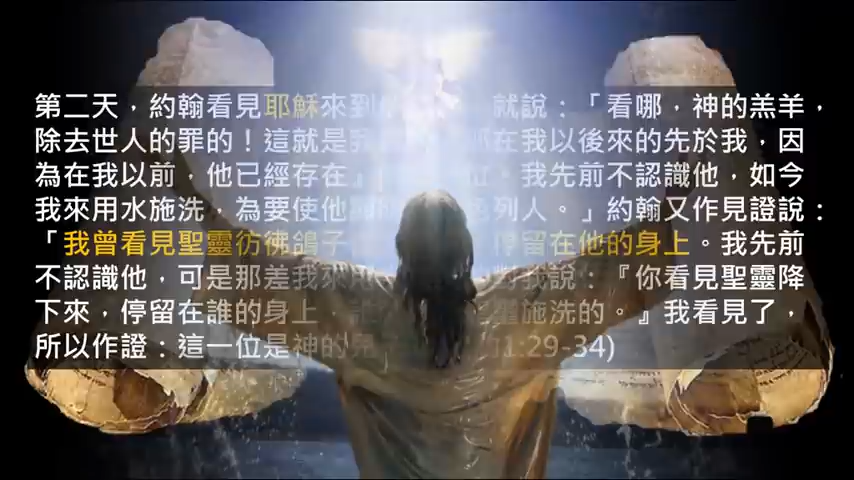 第二天，約翰看見耶穌來到 就說：「看哪，神的羔羊，
除去世人的罪的！這就是我 在我以後來的先於我，因
為在我以前，他已經存在』 我先前不認識他，如今
我來用水施洗，為要使他 列人。」約翰又作見證說：
「我曾看見聖靈彷彿鴿子 停留在他的身上。我先前
不認識他，可是那差我來用 對我說：『你看見聖靈降
下來，停留在誰的身上， 施洗的。』我看見了，
所以作證：這一位是神的兒子 1:29-34)